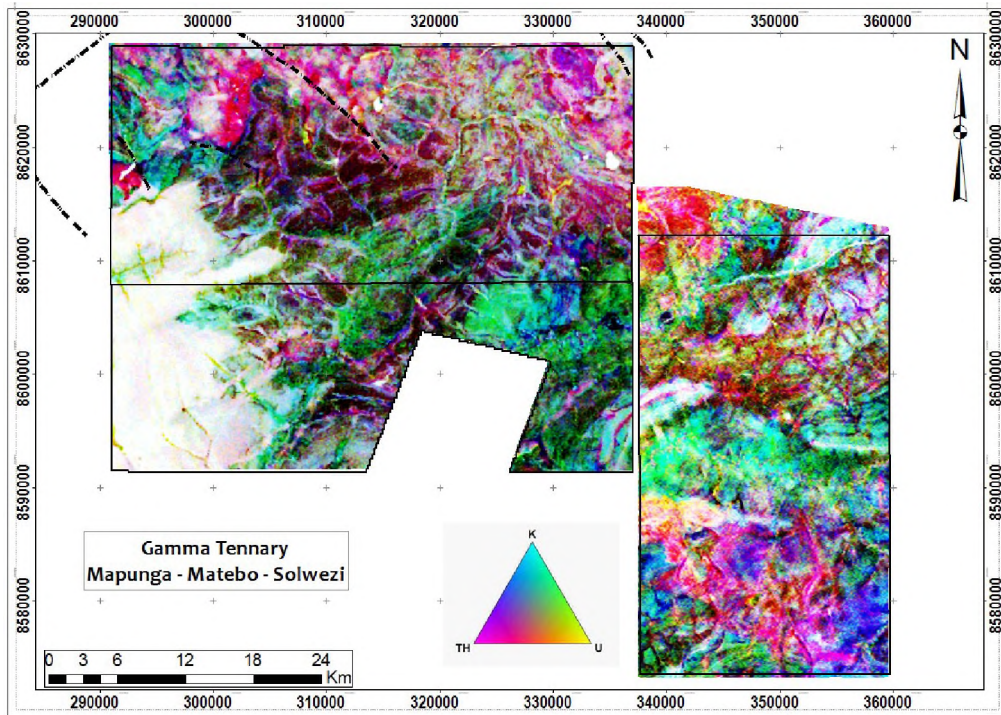 290000 300000 310000 320000 330000 340000 350000 360000
8630000
8620000
8610000
8600000
8590000
8580000
8630000
8620000
8610000
8600000
8590000
8580000
N
Gamma Tennary
Mapunga - Matebo - Solwezi
K
TH
U
0 3 6 12 18 24
Km
290000 300000 310000 320000 330000 340000 350000 360000